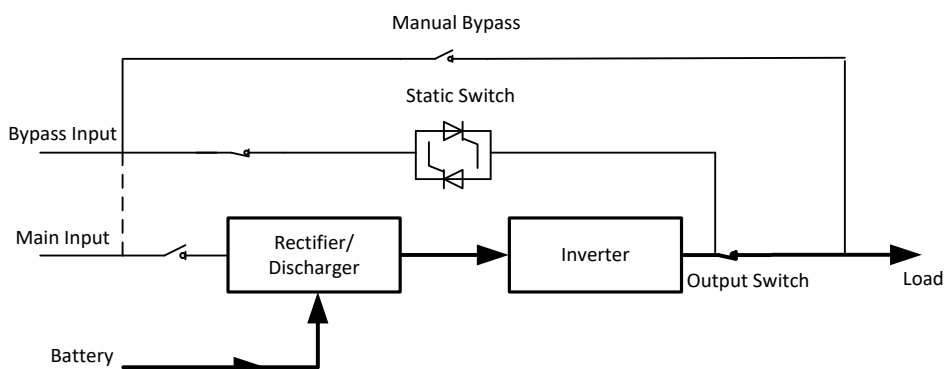 Manual Bypass
Static Switch
Bypass Input
Main Input
Rectifier/
Discharger
Inverter
Output Switch
Load
Battery